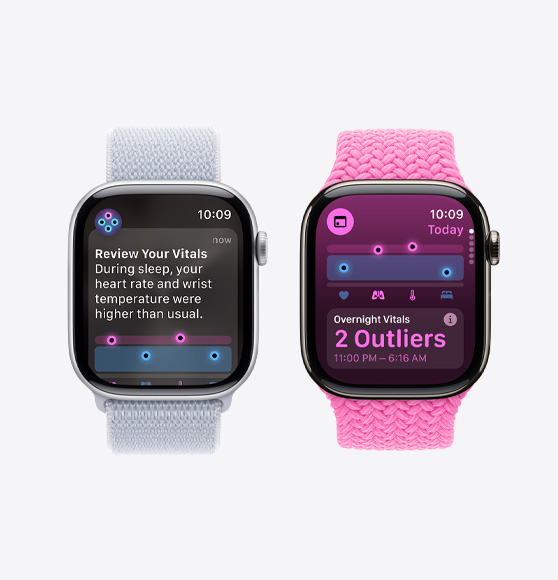 10:09
now
Review Your Vitals
During sleep, your
heart rate and wrist
temperature were
higher than usual.
10:09
Today
Overnight Vitals
2 Outliers
11:00 PM – 6:16 AM